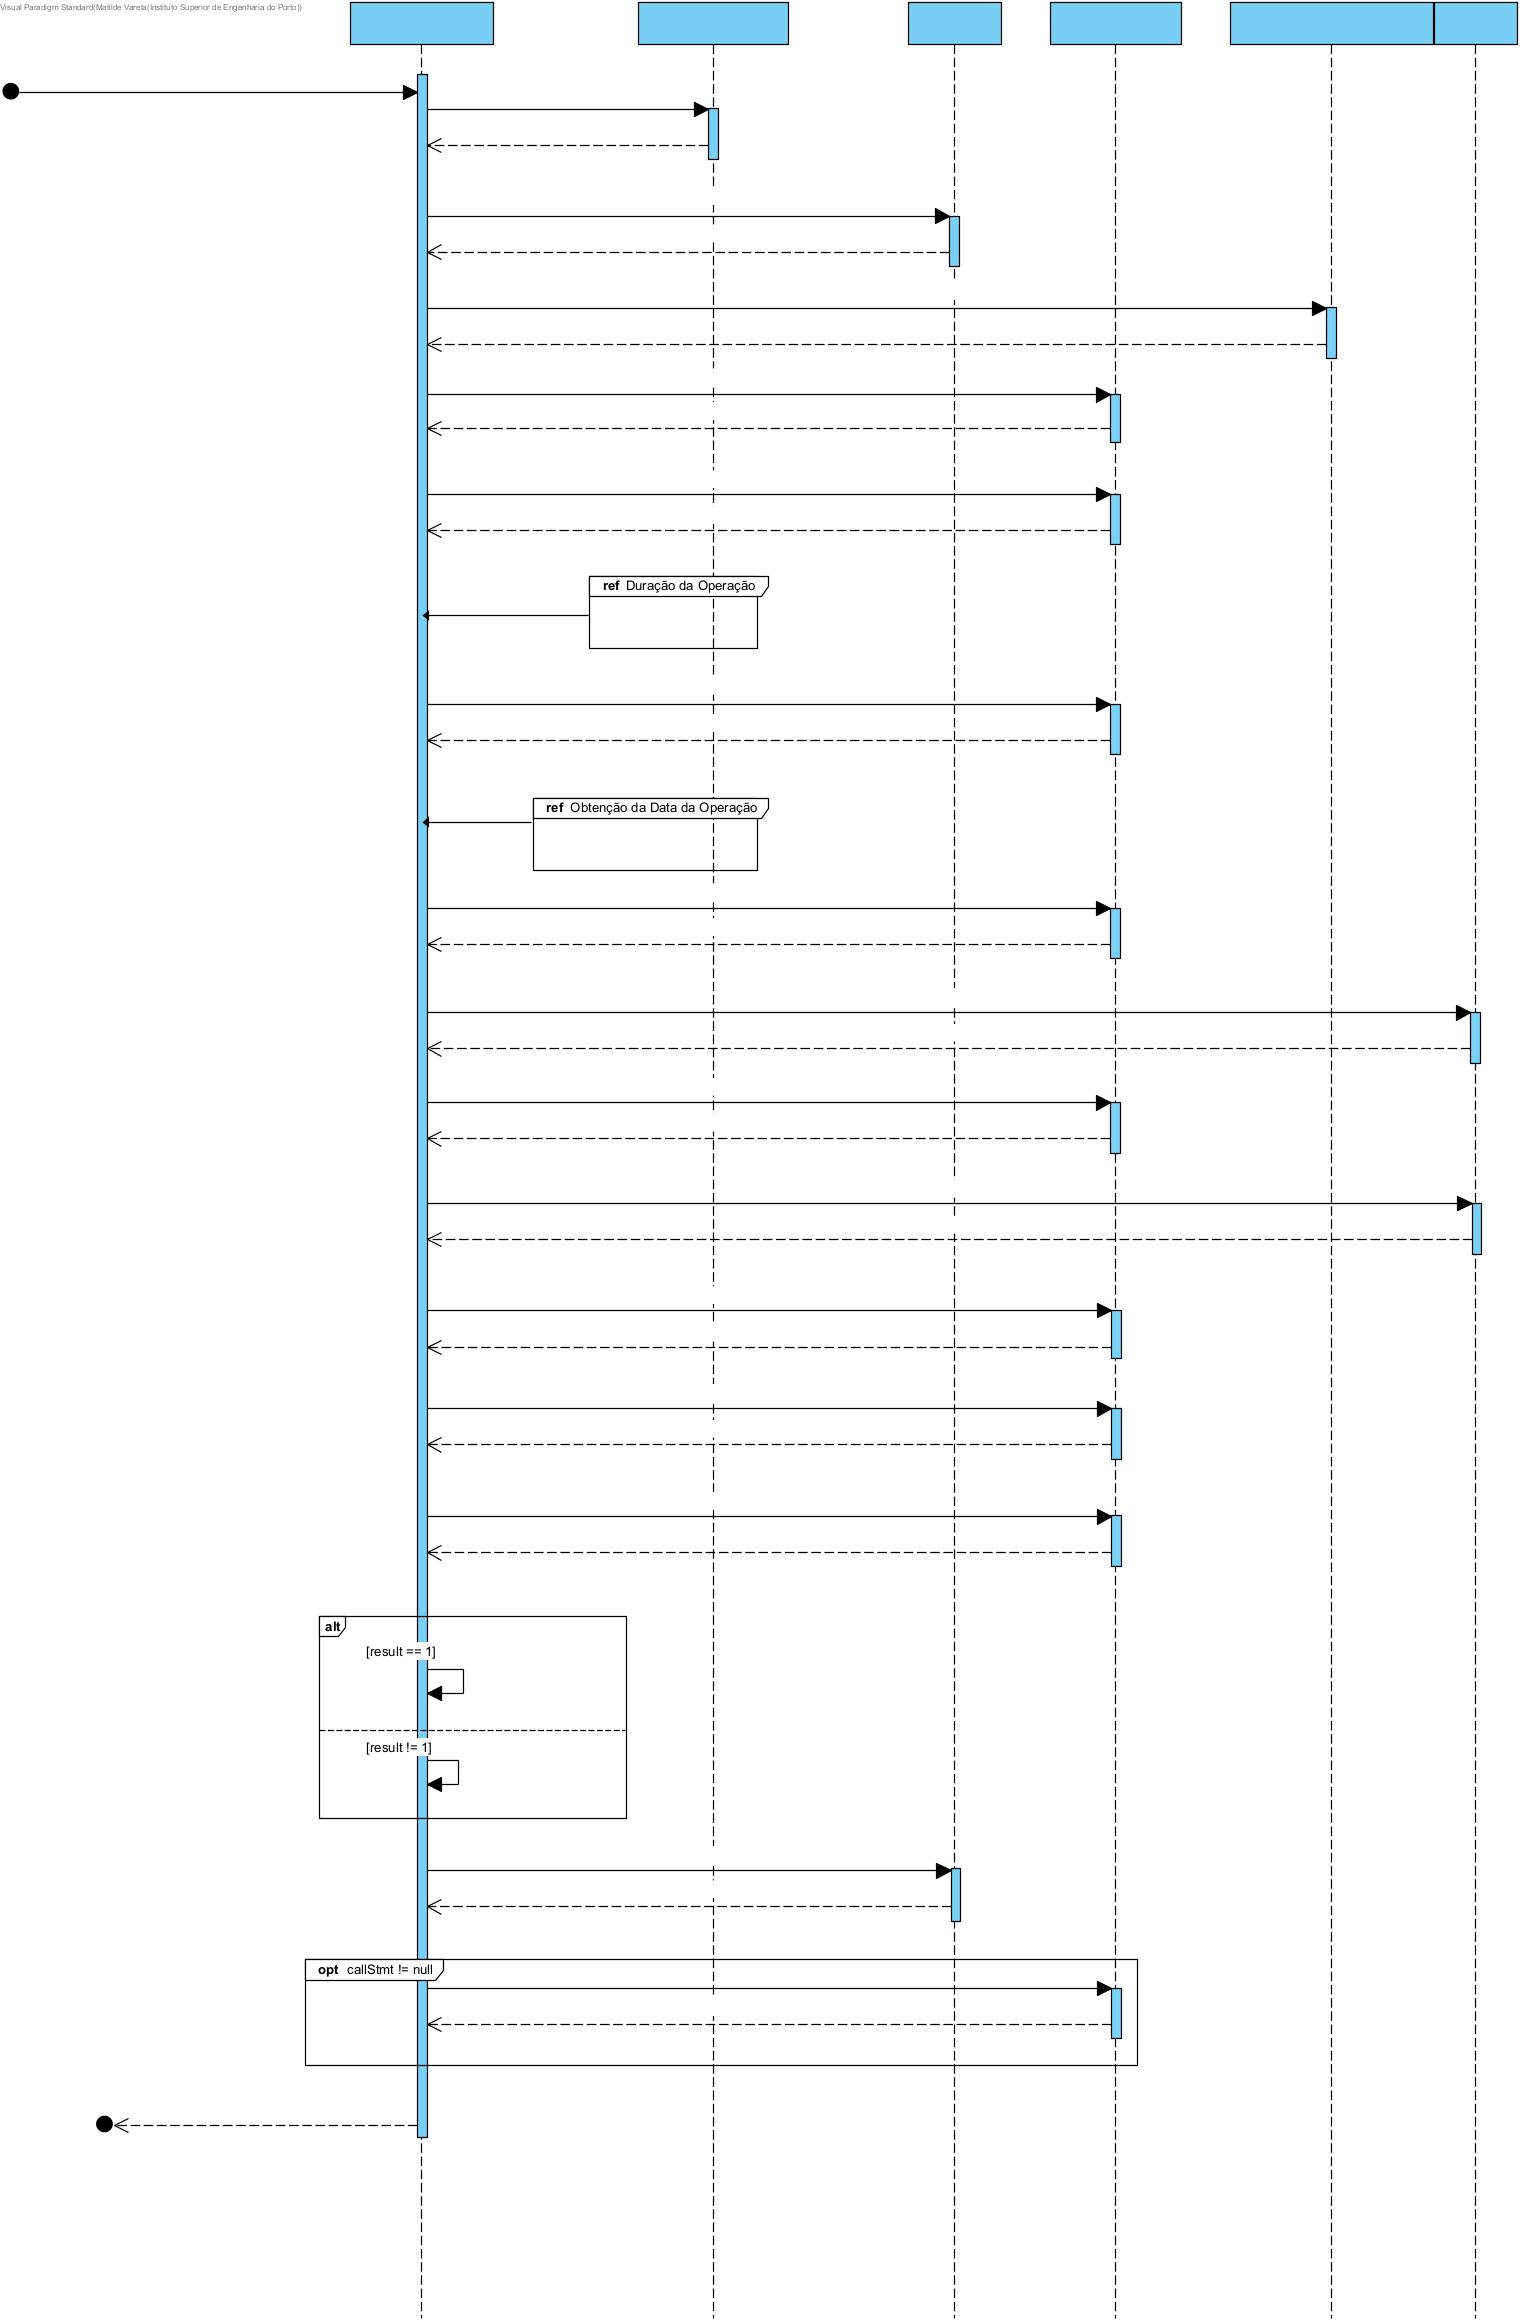 Visual Paradigm Standard(Matilde Varela(Instituto Superior de Engenharia do Porto))
ref Duração da Operação
ref Obtenção da Data da Operação
alt
[result == 1]
[result != 1]
opt callStmt != null